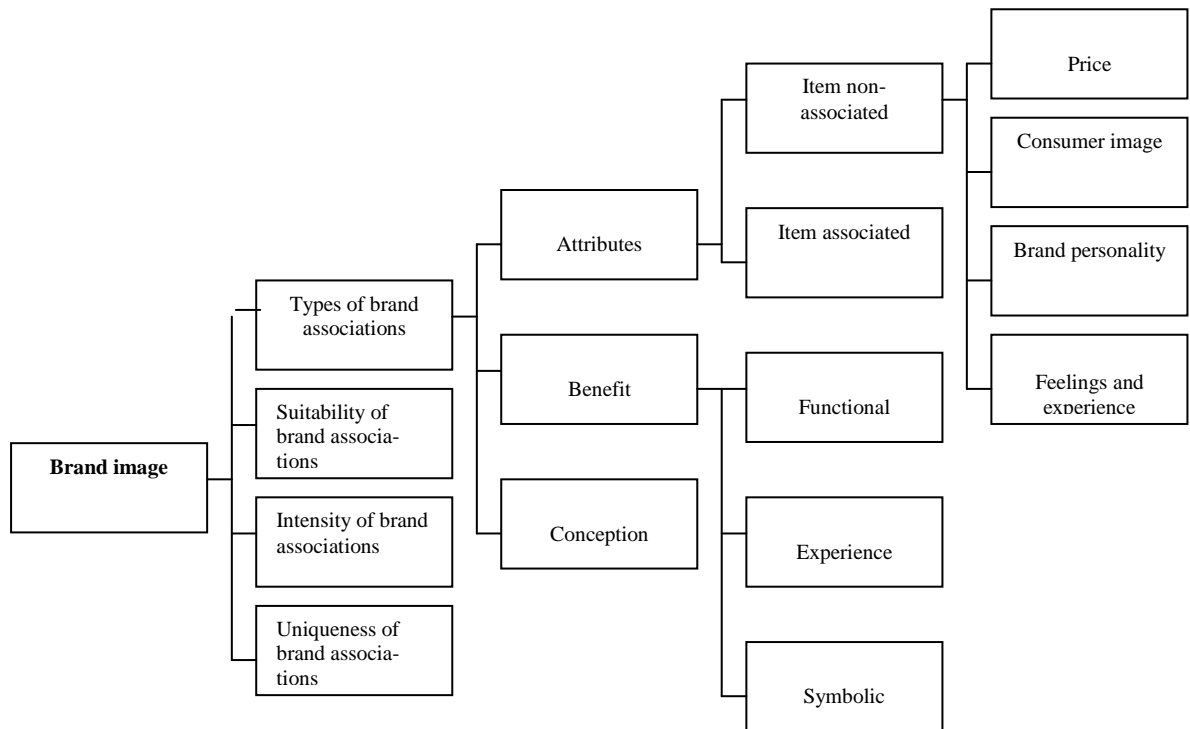 Brand image
Types of brand
associations
Suitability of
brand associa-
tions
Intensity of brand
associations
Uniqueness of
brand associa-
tions
Attributes
Benefit
Conception
Item non-
associated
Item associated
Functional
Experience
Symbolic
Price
Consumer image
Brand personality
Feelings and
experience